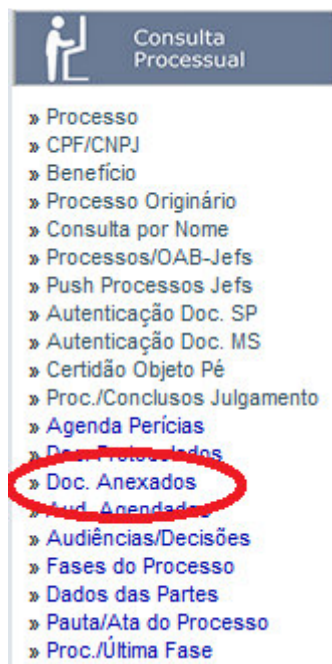 Consulta
Processual
» Processo
» CPF/CNPJ
» Benefício
» Processo Originário
» Consulta por Nome
» Processos/OAB-Jefs
» Push Processos Jefs
» Autenticação Doc. SP
» Autenticação Doc. MS
» Certidão Objeto Pé
» Proc./Conclusos Julgamento
» Agenda Perícias
» Doc. Protocolados
» Doc. Anexados
» Aud. Agendadas
» Audiências/Decisões
» Fases do Processo
» Dados das Partes
» Pauta/Ata do Processo
» Proc./Última Fase